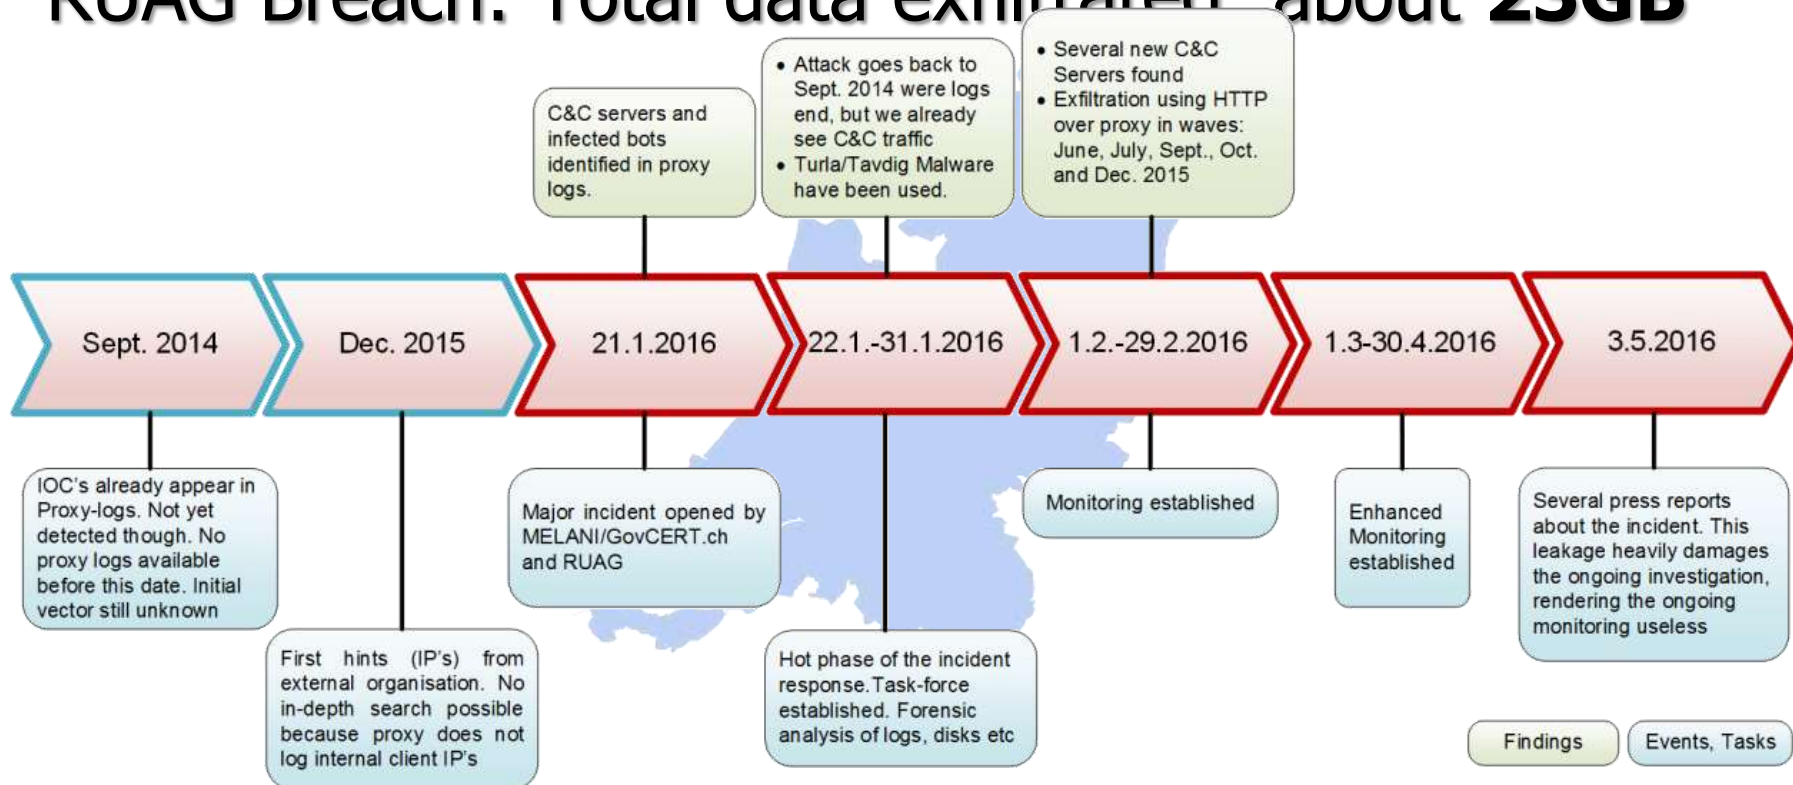 RUAG Breach: Total data exfiltrated about 23GB
C&C servers and
infected bots
identified in proxy
logs.
• Attack goes back to
Sept. 2014 were logs
end, but we already
see C&C traffic
• Turla/Tavdig Malware
have been used.
• Several new C&C
Servers found
• Exfiltration using HTTP
over proxy in waves:
June, July, Sept., Oct.
and Dec. 2015
Sept. 2014
Dec. 2015
21.1.2016
22.1.-31.1.2016
1.2.-29.2.2016
1.3-30.4.2016
3.5.2016
IOC's already appear in
Proxy-logs. Not yet
detected though. No
proxy logs available
before this date. Initial
vector still unknown
First hints (IP's) from
external organisation. No
in-depth search possible
because proxy does not
log internal client IP's
Major incident opened by
MELANI/GovCERT.ch
and RUAG
Hot phase of the incident
response.Task-force
established. Forensic
analysis of logs, disks etc
Monitoring established
Enhanced
Monitoring
established
Several press reports
about the incident. This
leakage heavily damages
the ongoing investigation,
rendering the ongoing
monitoring useless
Findings
Events, Tasks